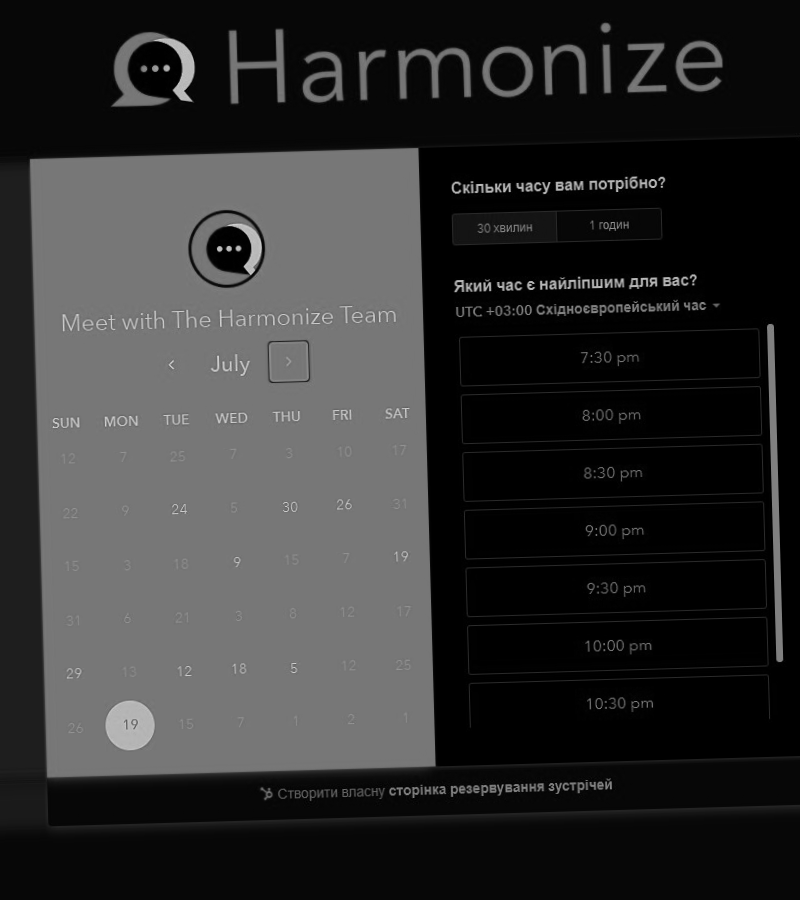 Harmonize
Meet with The Harmonize Team
July
SUN MON TUE WED THU FRI SAT
12 7 25 7 3 10 17
22 9 24 5 30 26 31
15 3 18 9 15 7 19
31 6 21 3 8 12 17
29 13 12 18 5 12 25
26 19 15 7 1 2 1
Скільки часу вам потрібно?
30 хвилин 1 годин
Який час є найліпшим для вас?
UTC +03:00 Східноєвропейський час
7:30 pm
8:00 pm
8:30 pm
9:00 pm
9:30 pm
10:00 pm
10:30 pm
Створити власну сторінка резервування зустрічей